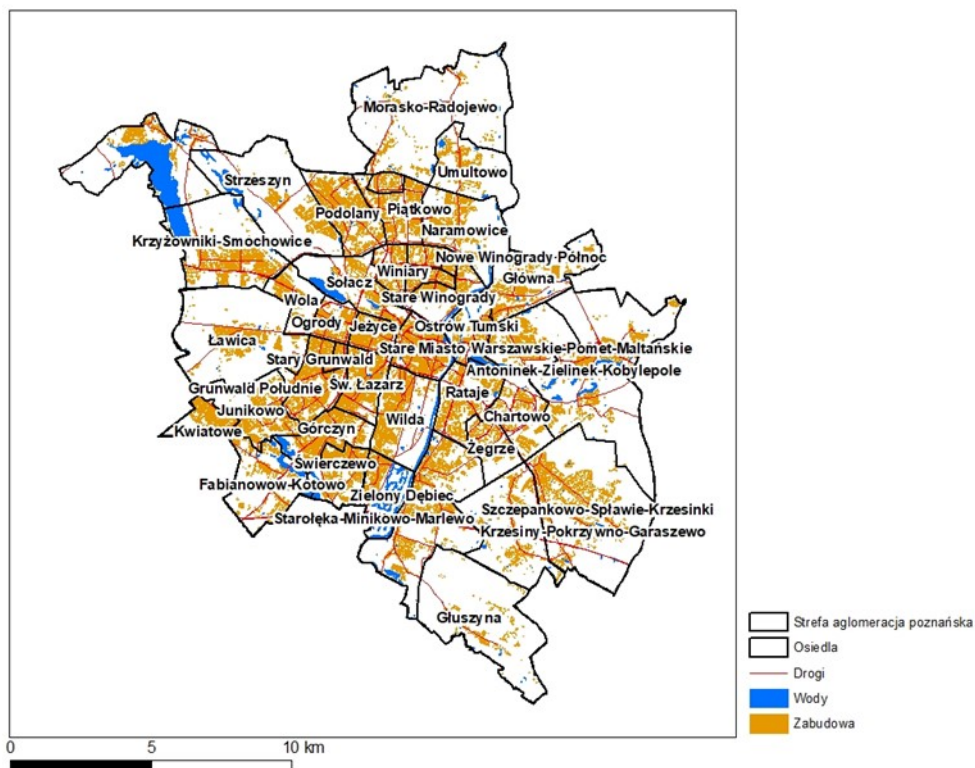 Morasko-Radojewo
Umultowo
Strzeszyn
Podolany
Piątkowo
Naramowice
Krzyżowniki-Smochowice
Nowe Winogrady-Północ
Winiary
Główna
Sołacz
Stare Winogrady
Wola
Ogrody
Jeżyce
Ostrów Tumski
Ławica
Stare Miasto
Warszawskie-Pomet-Maltańskie
Stary Grunwald
Antoninek-Zielinek-Kobylepole
Grunwald Południe
Św. Łazarz
Rataje
Junikowo
Wilda
Chartowo
Kwiatowe
Górczyn
Żegrze
Świerczewo
Fabianowow-Kotowo
Zielony Dębiec
Szczepankowo-Spławie-Krzesinki
Starołęka-Minikowo-Marlewo
Krzesiny-Pokrzywno-Garaszewo
Głuszyna
Strefa aglomeracja poznańska
Osiedla
Drogi
Wody
Zabudowa
0 5 10 km